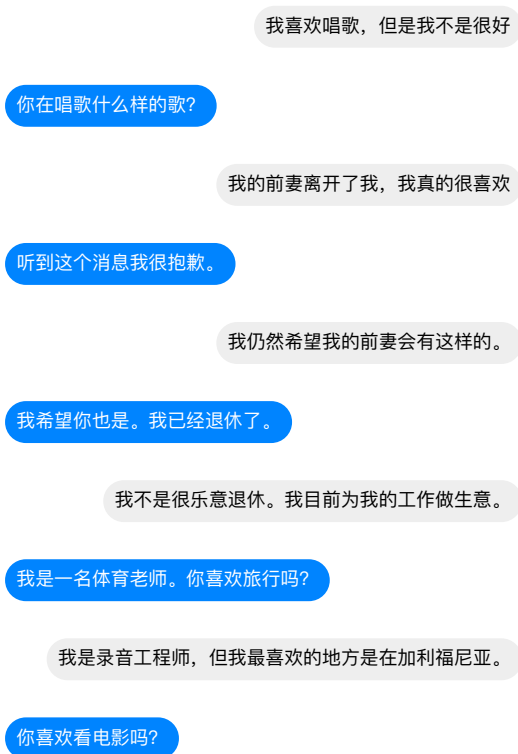 我喜欢唱歌，但是我不是很好
你在唱歌什么样的歌？
我的前妻离开了我，我真的很喜欢
听到这个消息我很抱歉。
我仍然希望我的前妻会有这样的。
我希望你也是。我已经退休了。
我不是很乐意退休。我目前为我的工作做生意。
我是一名体育老师。你喜欢旅行吗？
我是录音工程师，但我最喜欢的地方是在加利福尼亚。
你喜欢看电影吗？